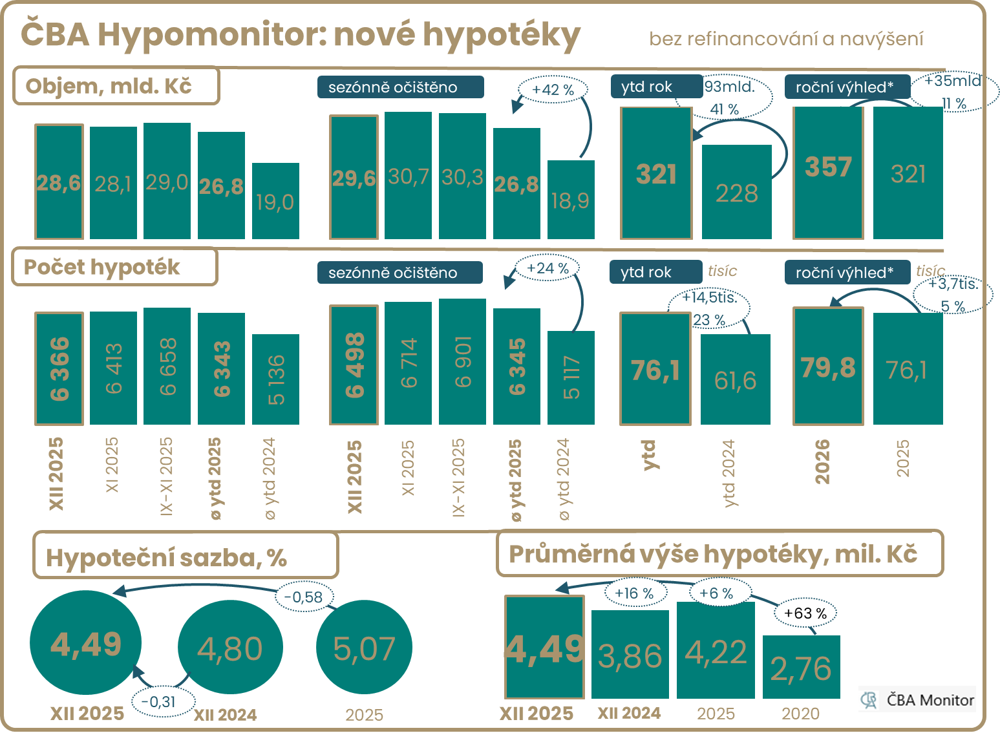 ČBA Hypomonitor: nové hypotéky
bez refinancování a navýšení
Objem, mld. Kč
sezónně očištěno
+42 %
ytd rok
93mld.
41 %
roční výhled*
+35mld
11 %
28,6
28,1
29,0
26,8
19,0
29,6
30,7
30,3
26,8
18,9
321
228
357
321
Počet hypoték
sezónně očištěno
+24 %
ytd rok
tisíc
+14,5tis.
23 %
roční výhled*
tisíc
+3,7tis.
5 %
6 366
6 413
6 658
6 343
5 136
6 498
6 714
6 901
6 345
5 117
76,1
61,6
79,8
76,1
XII 2025
XI 2025
IX-XI 2025
ø ytd 2025
ø ytd 2024
XII 2025
XI 2025
IX-XI 2025
ø ytd 2025
ø ytd 2024
ytd
ytd 2024
2026
2025
Hypoteční sazba, %
-0,58
4,49
4,80
5,07
-0,31
XII 2025
XII 2024
2025
Průměrná výše hypotéky, mil. Kč
+16 %
+6 %
+63 %
4,49
3,86
4,22
2,76
XII 2025
XII 2024
2025
2020
ČBA Monitor